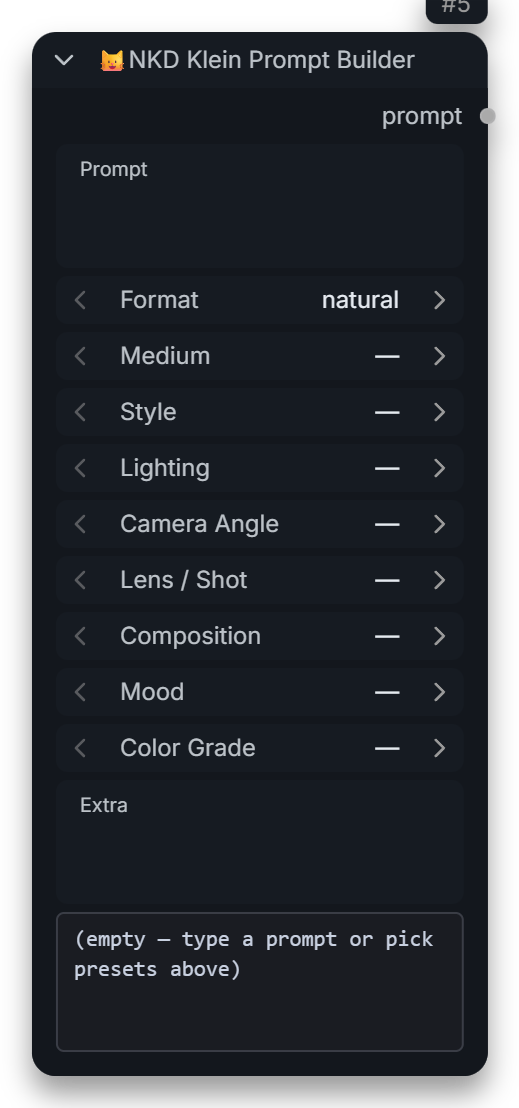 #5
NKD Klein Prompt Builder
prompt
Prompt
Format natural
Medium —
Style —
Lighting —
Camera Angle —
Lens / Shot —
Composition —
Mood —
Color Grade —
Extra
(empty — type a prompt or pick
presets above)